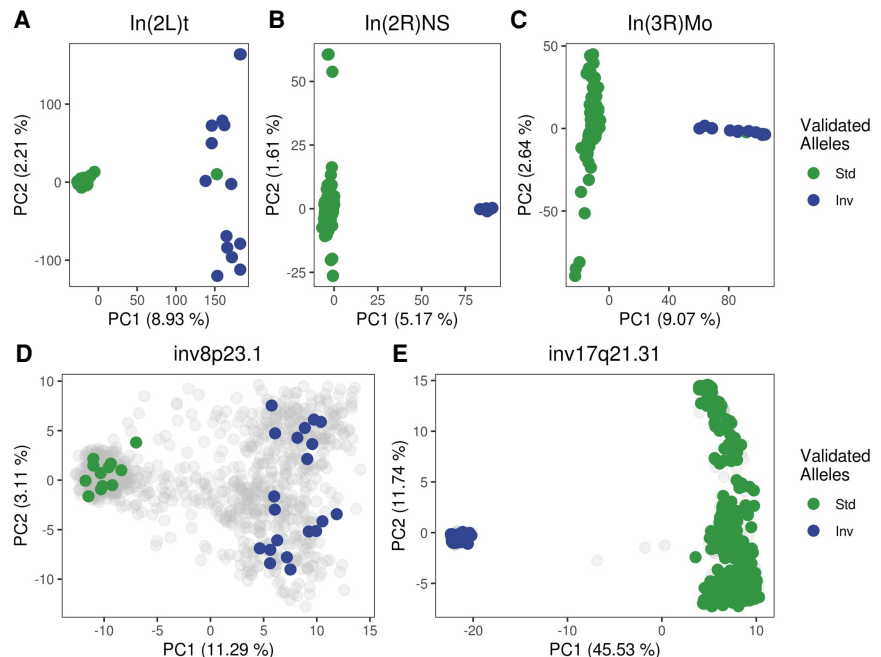 A
In(2L)t
PC2 (2.21 %)
100
0
-100
0
50
100
150
PC1 (8.93 %)
B
In(2R)NS
PC2 (1.61 %)
50
25
0
-25
0
25
50
75
PC1 (5.17 %)
C
In(3R)Mo
PC2 (2.64 %)
50
0
-50
0
40
80
PC1 (9.07 %)
Validated
Alleles
Std
Inv
D
inv8p23.1
PC2 (3.11 %)
10
5
0
-5
-10
-10
-5
0
5
10
15
PC1 (11.29 %)
E
inv17q21.31
PC2 (11.74 %)
15
10
5
0
-5
-20
-10
0
10
PC1 (45.53 %)
Validated
Alleles
Std
Inv